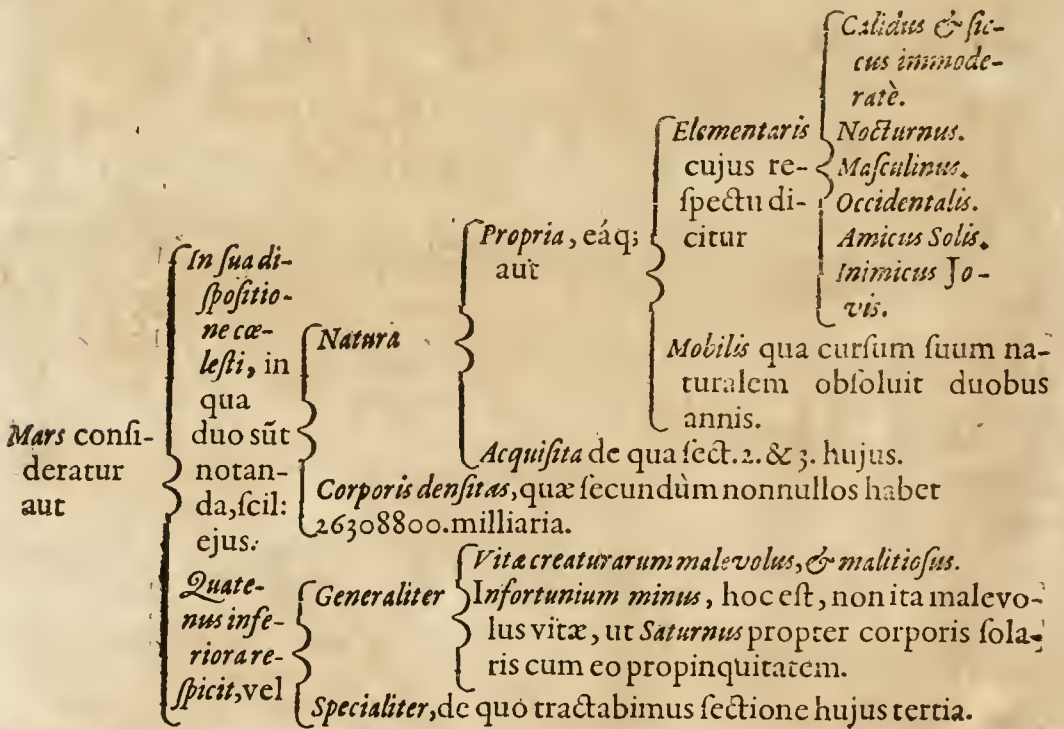 Mars consi-
deratur
aut
In sua di-
spositio-
ne cœ-
lesti, in
qua
duo sũt
notan-
da, scil:
ejus.
Natura
Propria, eáq;
aut
Elementaris
cujus re-
spectu di-
citur
Calidus & sic-
cus immode-
ratè.
Nocturnus.
Masculinus.
Occidentalis.
Amicus Solis.
Inimicus Jo-
vis.
Mobilis qua cursum suum na-
turalem obsoluit duobus
annis.
Acquisita de qua sect. 2. & 3. hujus.
Corporis densitas, quæ secundùm nonnullos habet
26308800. milliaria.
Quate-
nus infe-
riora re-
spicit, vel
Generaliter
Vitæ creaturarum malevolus, & malitiosus.
Infortunium minus, hoc est, non ita malevo-
lus vitæ, ut Saturnus propter corporis sola-
ris cum eo propinquitatem.
Specialiter, de quo tractabimus sectione hujus tertia.